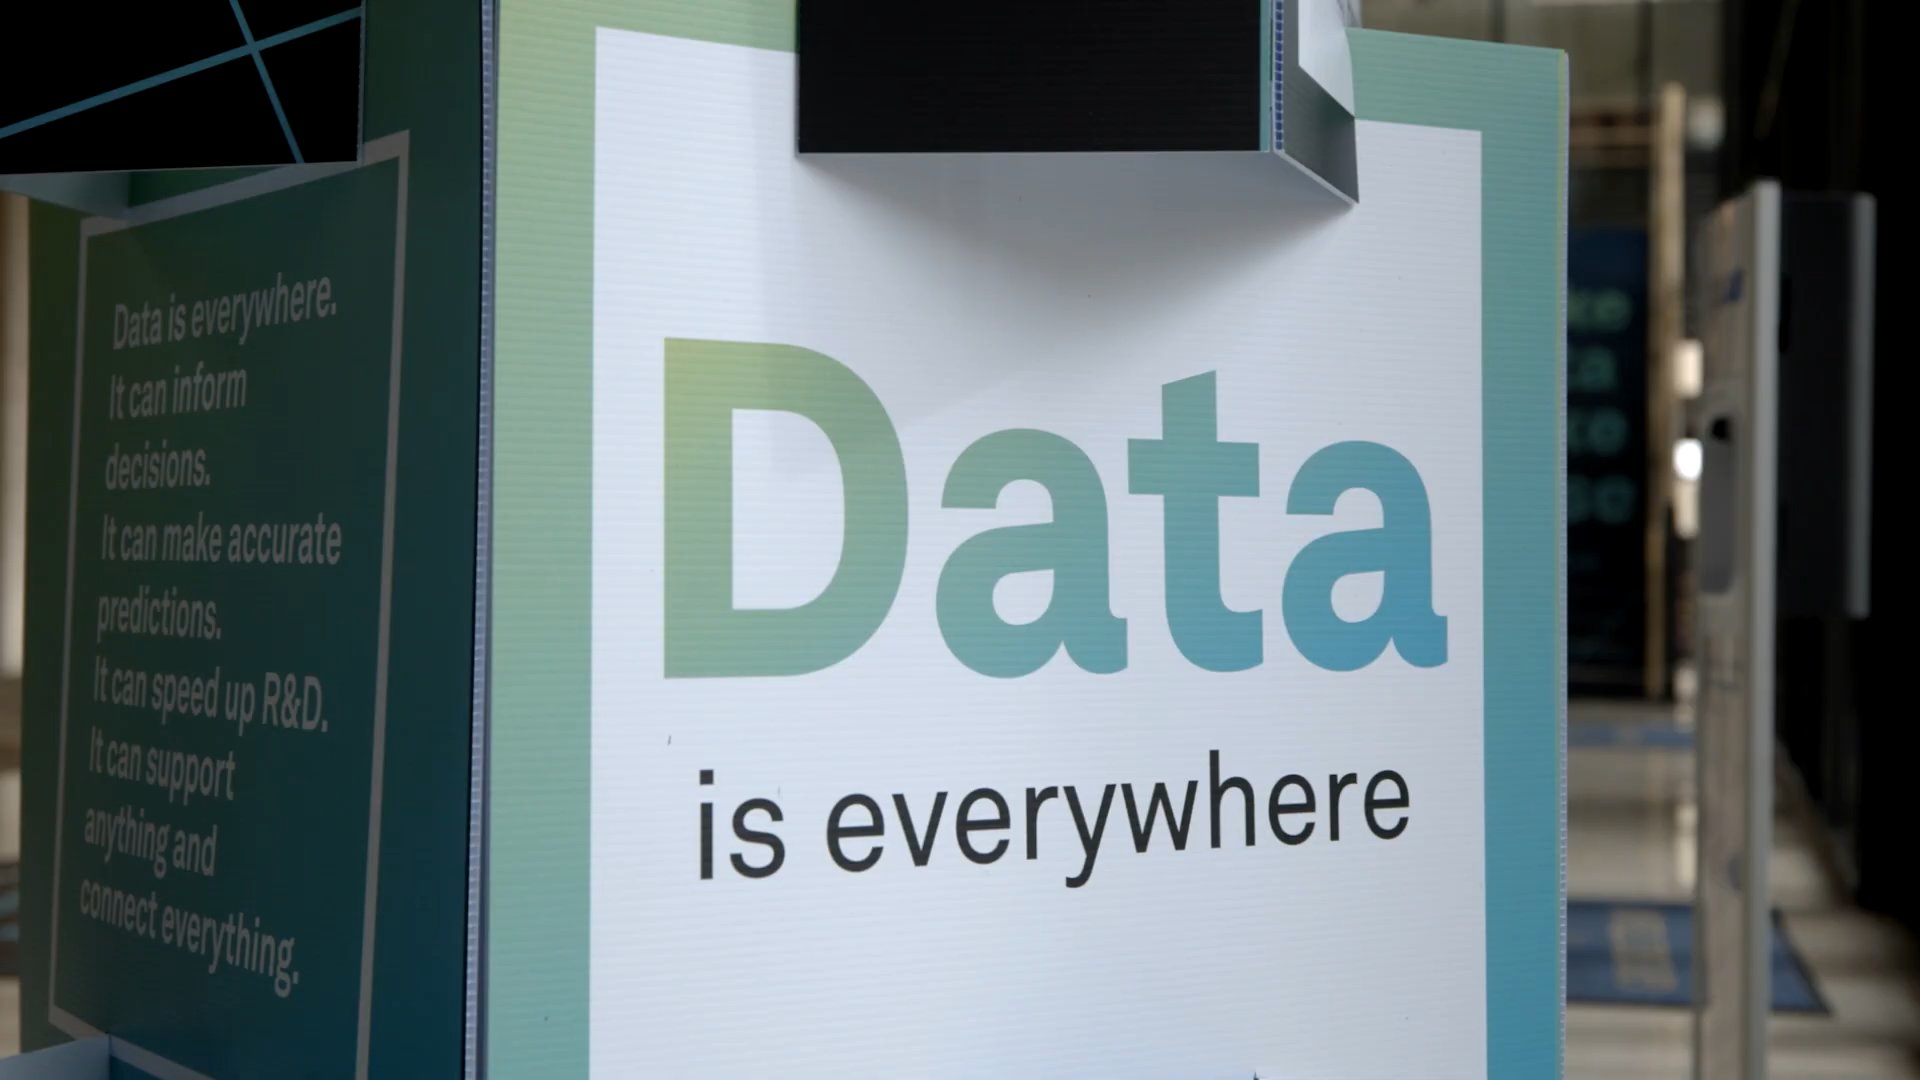 Data is everywhere.
It can inform
decisions.
It can make accurate
predictions.
It can speed up R&D.
It can support
anything and
connect everything.
Data
is everywhere